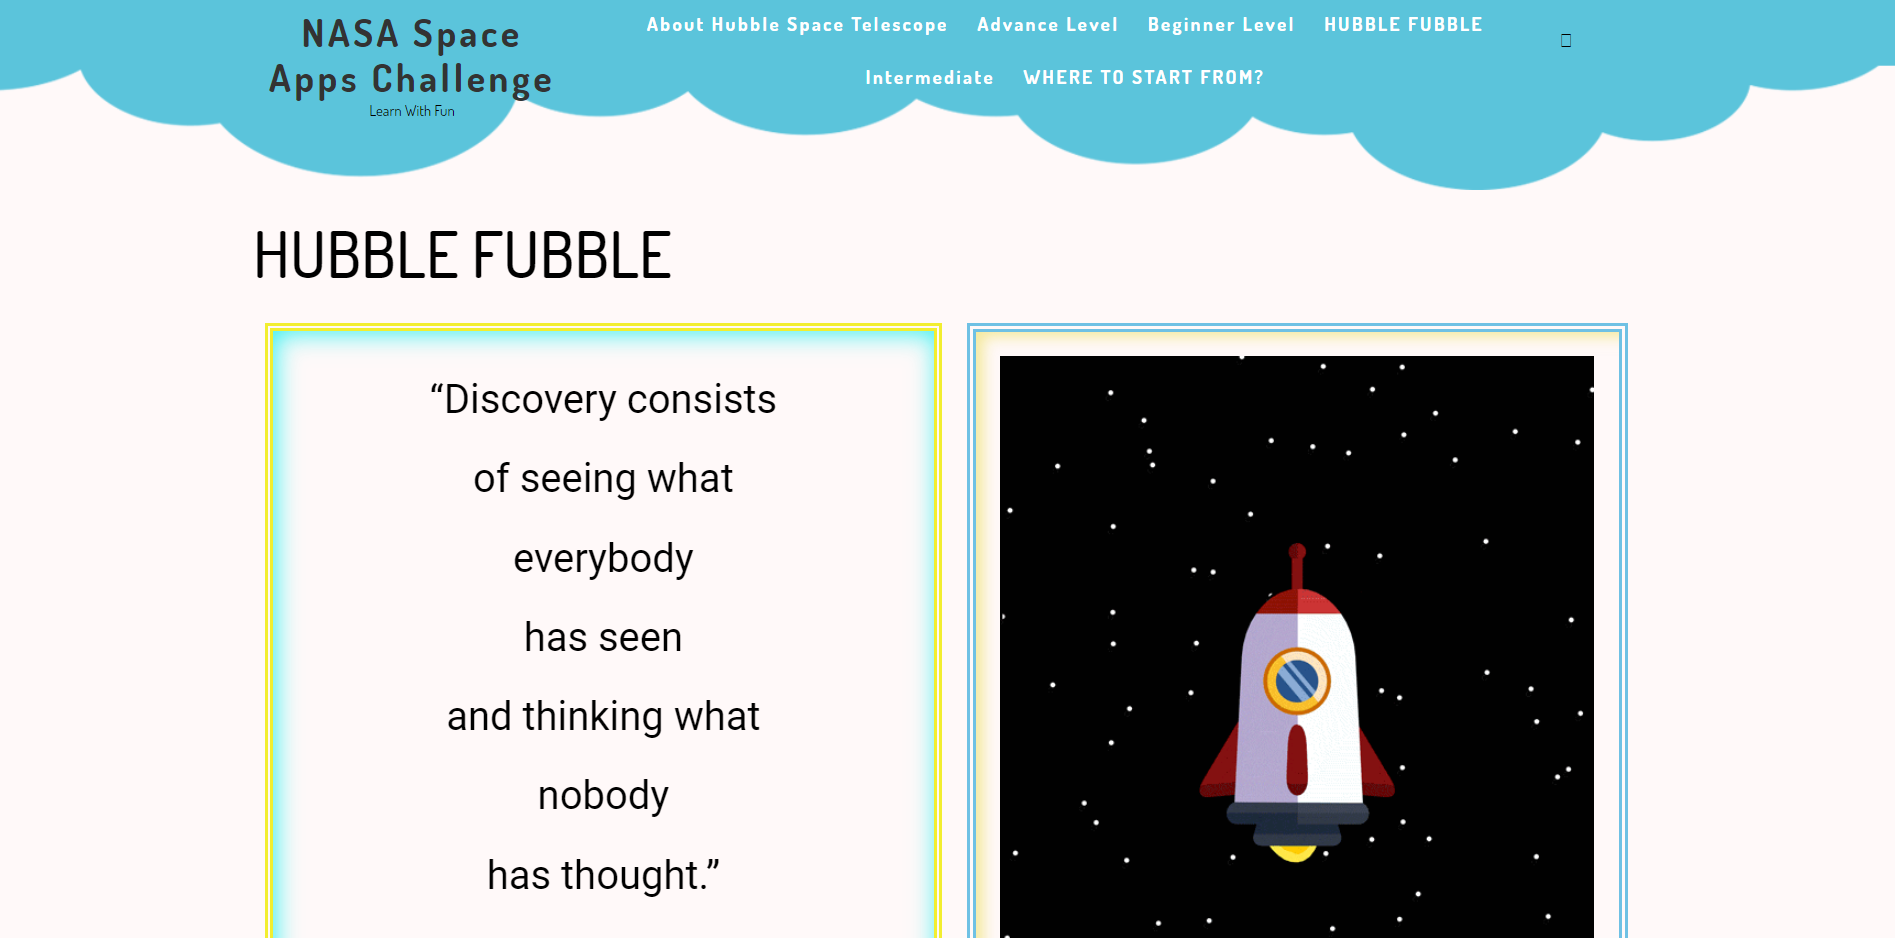 NASA Space
Apps Challenge
Learn With Fun
About Hubble Space Telescope Advance Level Beginner Level HUBBLE FUBBLE
Intermediate WHERE TO START FROM?
HUBBLE FUBBLE
“Discovery consists
of seeing what
everybody
has seen
and thinking what
nobody
has thought.”